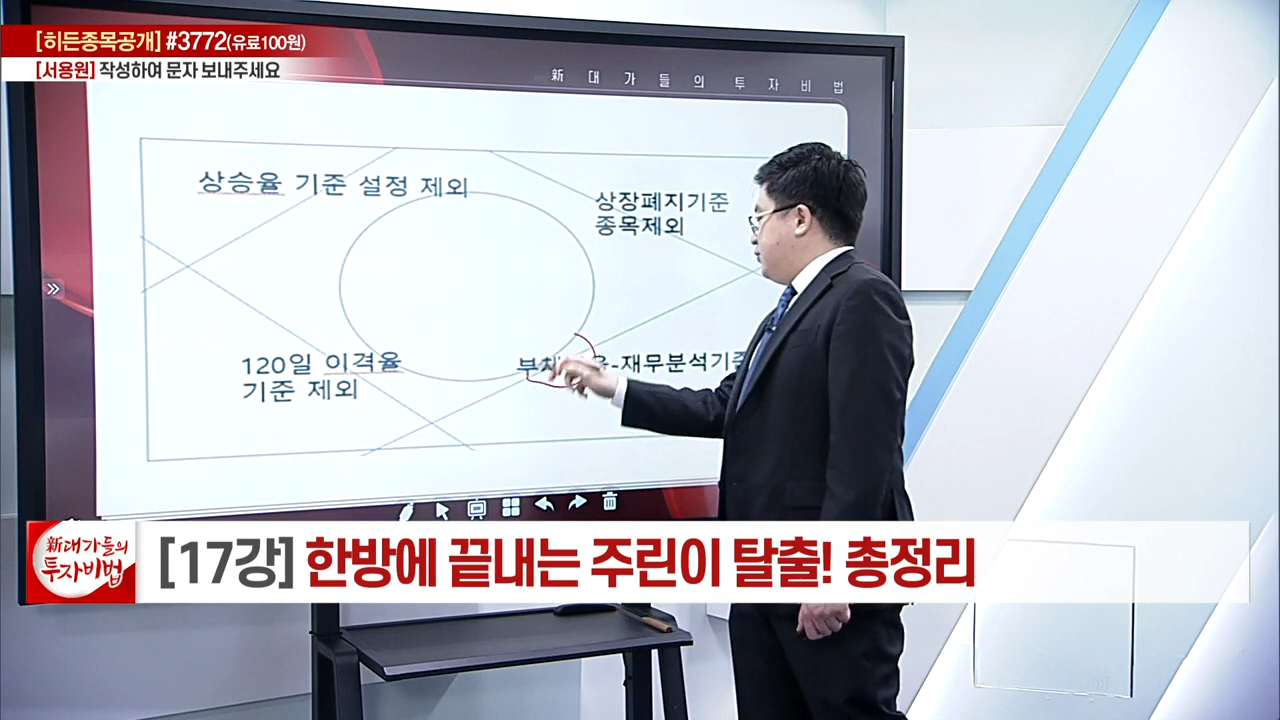 [히든종목공개] #3772(유료100원)
[서용원] 작성하여 문자 보내주세요
新 대 가 들 의 투 자 비 법
상승율 기준 설정 제외
상장폐지기준
종목제외
120일 이격율
기준 제외
-재무분석기준
新대가들의
투자비법
[17강] 한방에 끝내는 주린이 탈출! 총정리